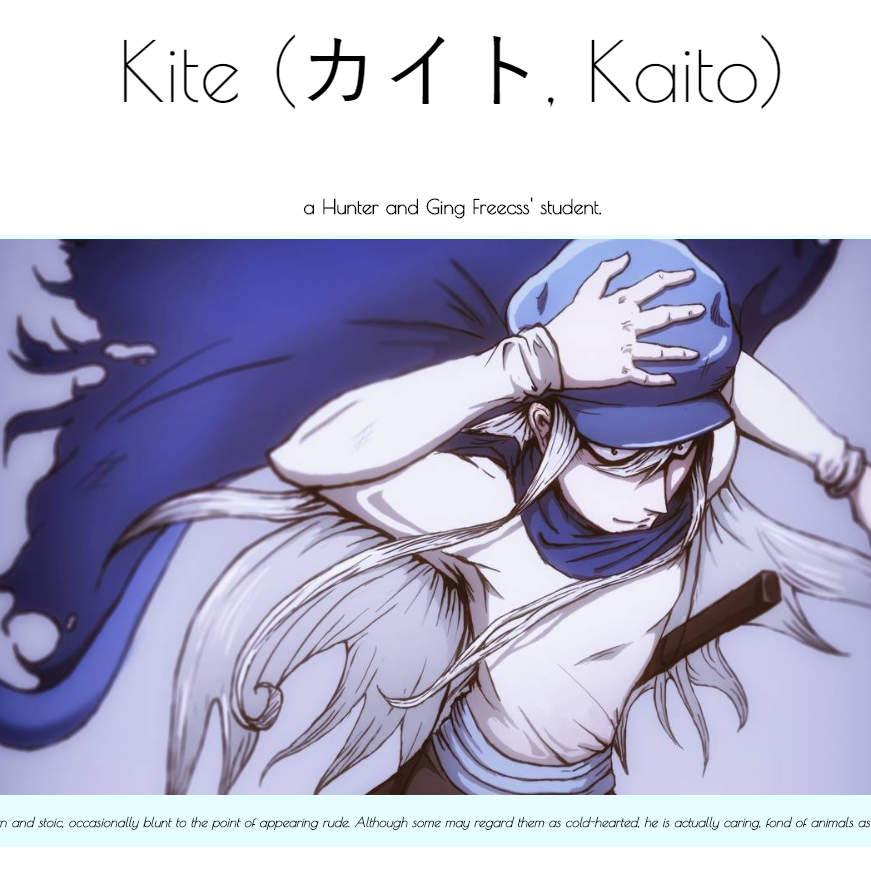 Kite (カイト, Kaito)
a Hunter and Ging Freecss' student.
and stoic, occasionally blunt to the point of appearing rude. Although some may regard them as cold-hearted, he is actually caring, fond of animals as